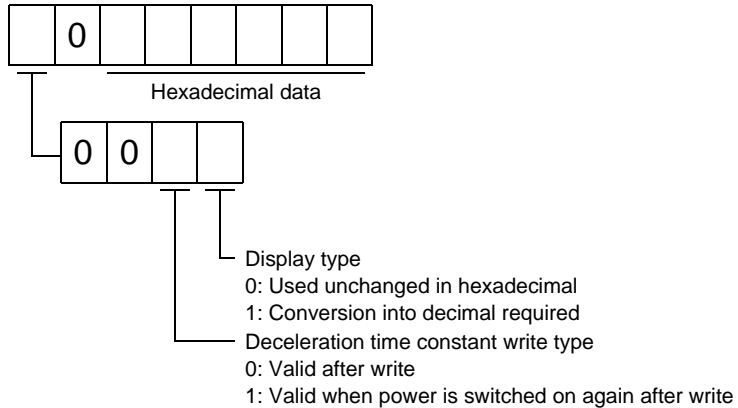 0
Hexadecimal data
0 0
Display type
0: Used unchanged in hexadecimal
1: Conversion into decimal required
Deceleration time constant write type
0: Valid after write
1: Valid when power is switched on again after write